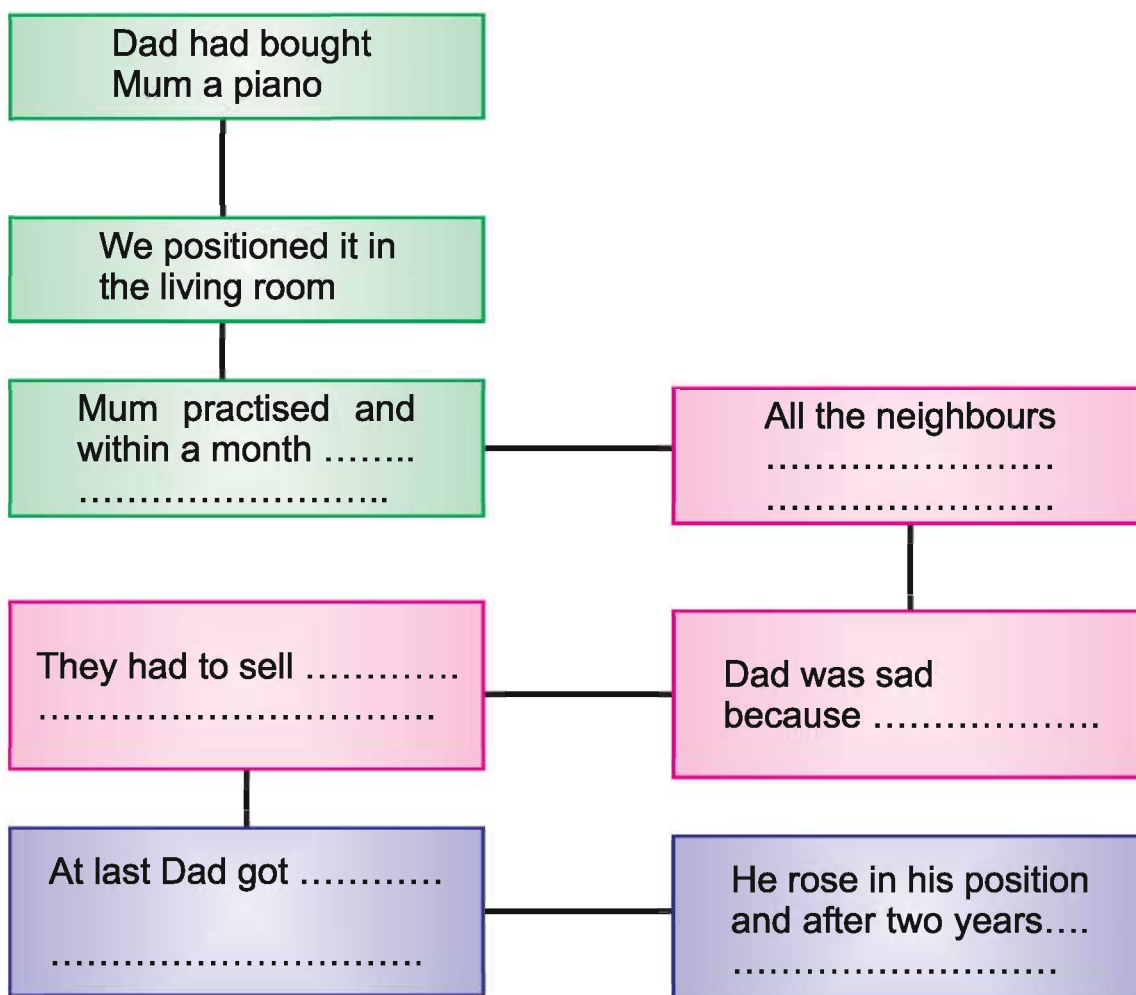 Dad had bought
Mum a piano
We positioned it in
the living room
Mum practised and
within a month ........
..............................
All the neighbours
...........................
...........................
Dad was sad
because .....................
They had to sell ..............
.....................................
At last Dad got .............
...................................
He rose in his position
and after two years....
..............................